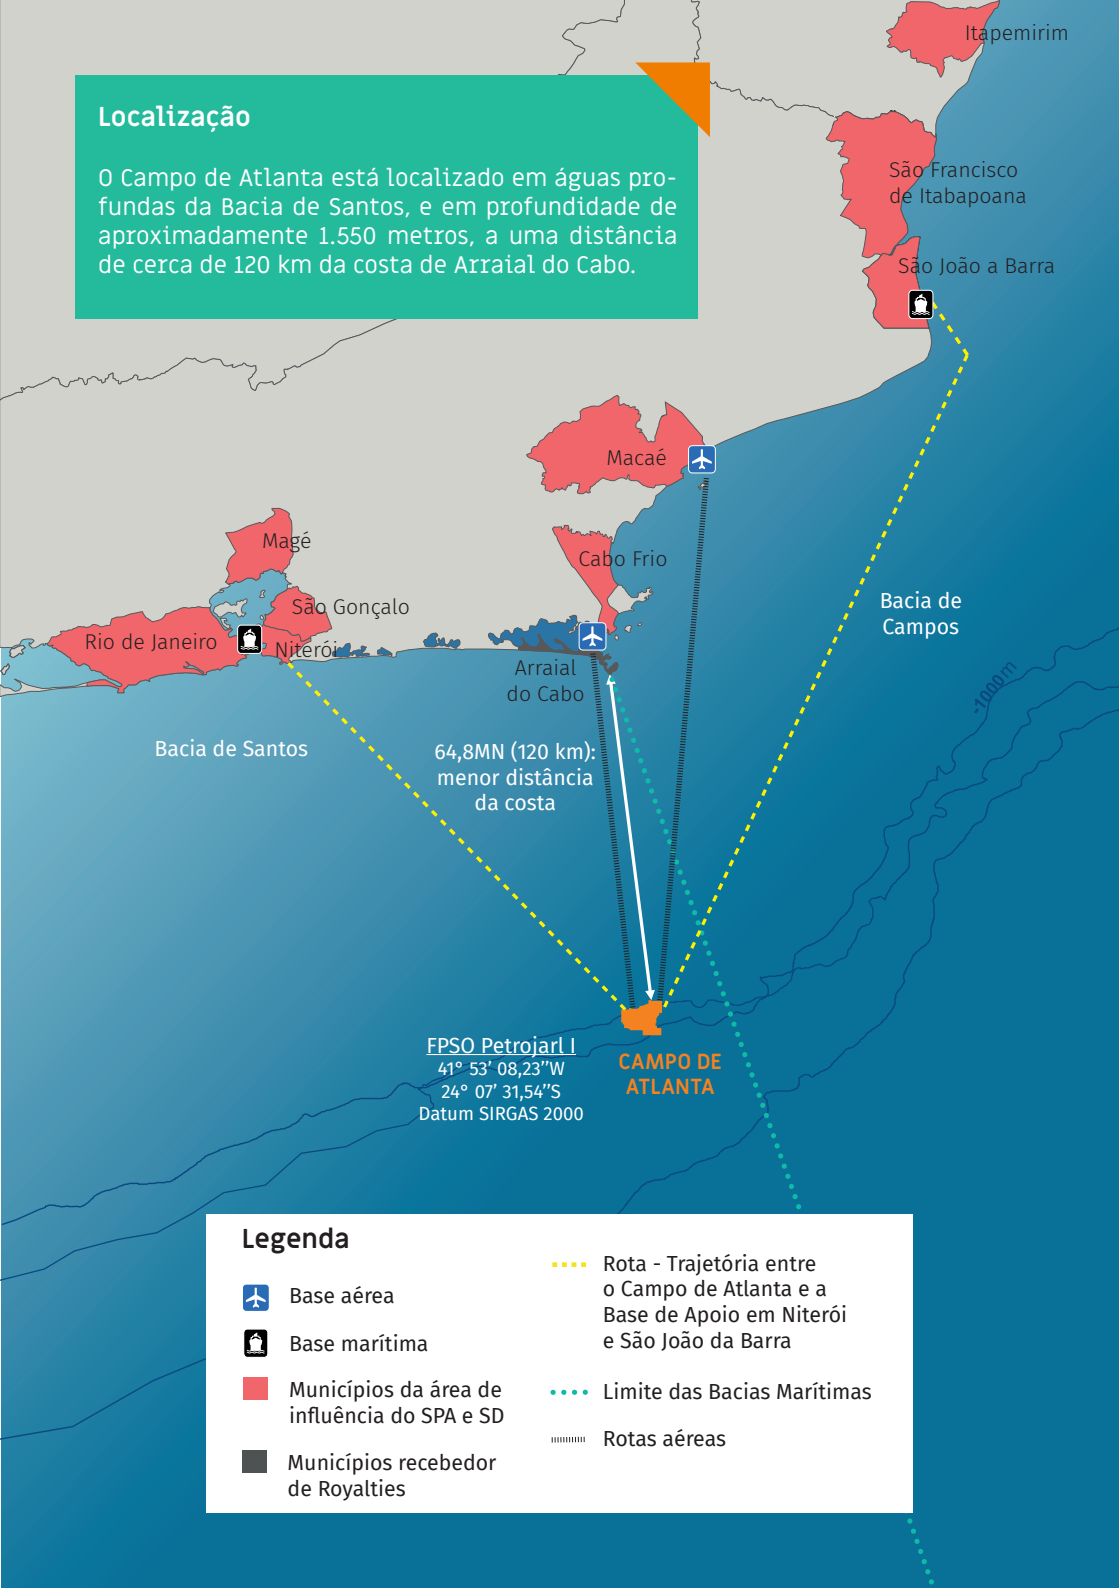 Itapemirim
Localização
O Campo de Atlanta está localizado em águas pro-
fundas da Bacia de Santos, e em profundidade de
aproximadamente 1.550 metros, a uma distância
de cerca de 120 km da costa de Arraial do Cabo.
São Francisco
de Itabapoana
São João a Barra
Macaé
Magé
Cabo Frio
São Gonçalo
Rio de Janeiro
Niterói
Arraial
do Cabo
Bacia de
Campos
-1000m
Bacia de Santos
64,8MN (120 km):
menor distância
da costa
FPSO Petrojarl I
41° 53’ 08,23’’W
24° 07’ 31,54’’S
Datum SIRGAS 2000
CAMPO DE
ATLANTA
Legenda
Base aérea
Base marítima
Municípios da área de
influência do SPA e SD
Municípios recebedor
de Royalties
Rota - Trajetória entre
o Campo de Atlanta e a
Base de Apoio em Niterói
e São João da Barra
Limite das Bacias Marítimas
Rotas aéreas